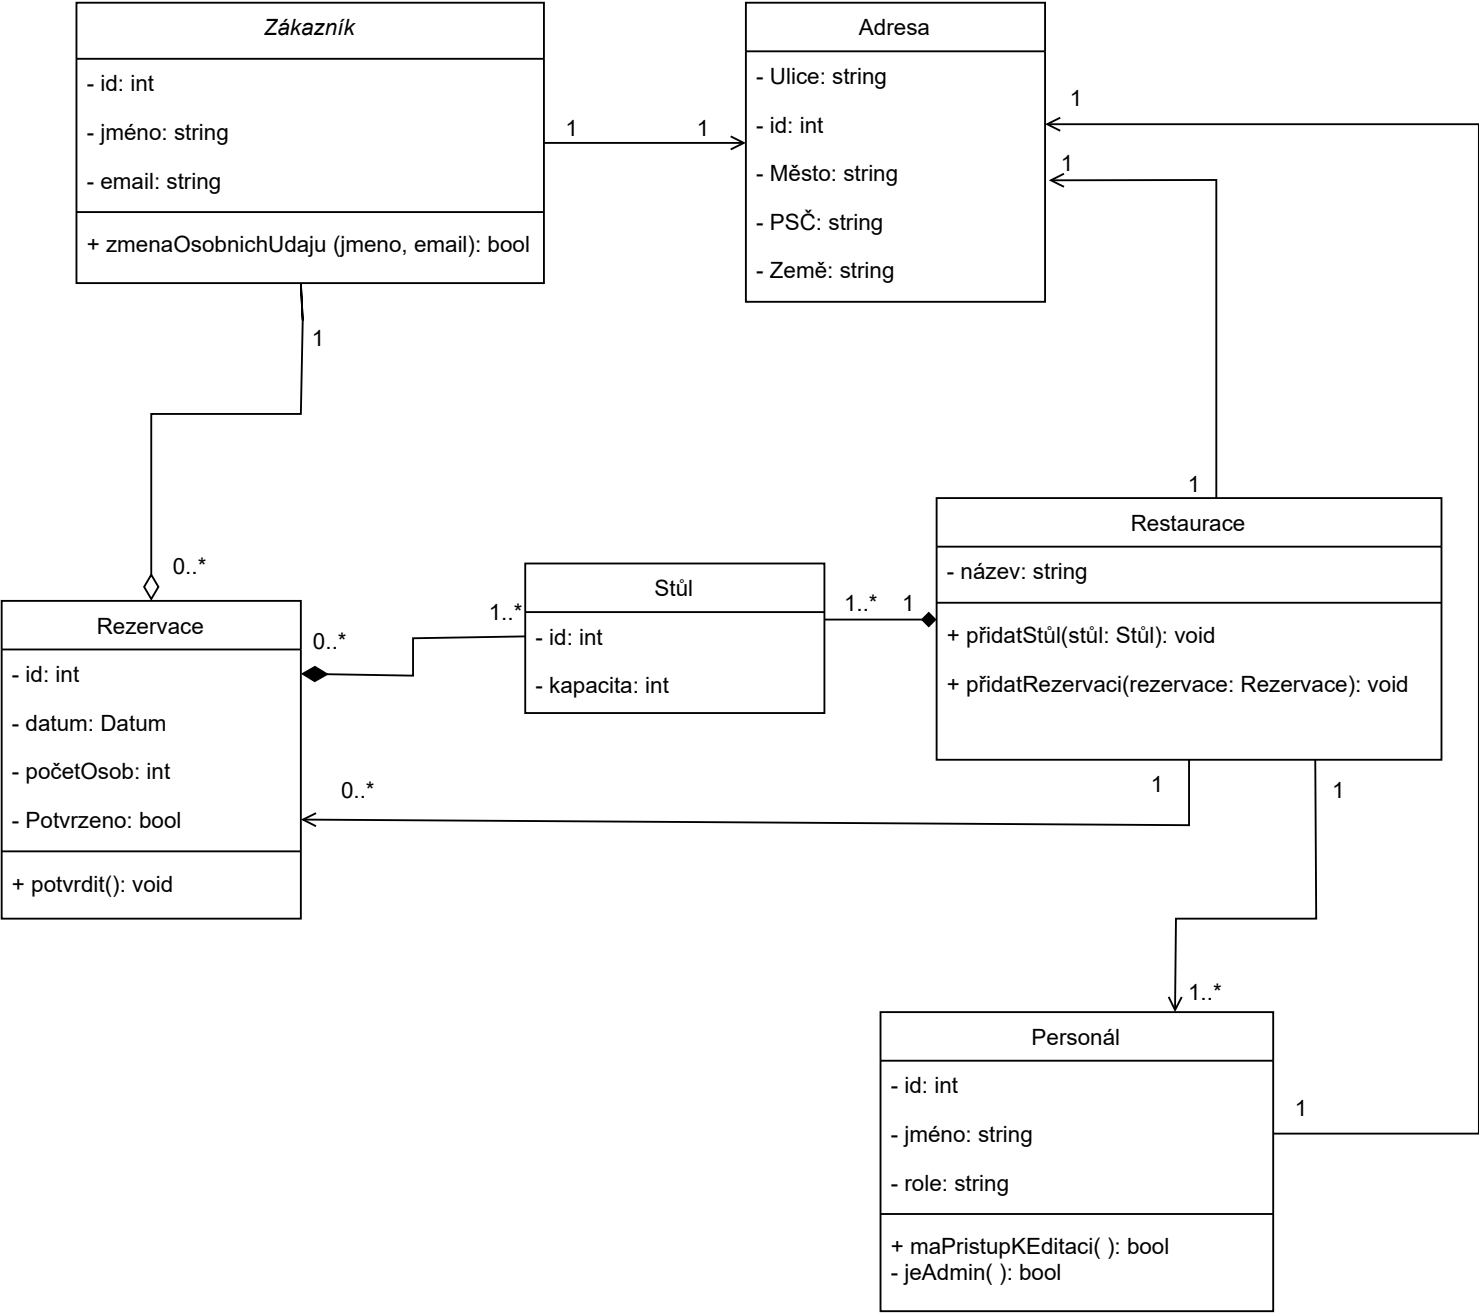 Zákazník
- id: int
- jméno: string
- email: string
+ zmenaOsobnichUdaju (jmeno, email): bool
Adresa
- Ulice: string
- id: int
- Město: string
- PSČ: string
- Země: string
1
1
1
1
1
1
0..*
Rezervace
- id: int
- datum: Datum
- početOsob: int
- Potvrzeno: bool
+ potvrdit(): void
0..*
1..*
Stůl
- id: int
- kapacita: int
1..*
1
Restaurace
- název: string
+ přidatStůl(stůl: Stůl): void
+ přidatRezervaci(rezervace: Rezervace): void
0..*
1
1
1..*
Personál
- id: int
- jméno: string
- role: string
+ maPristupKEditaci( ): bool
- jeAdmin( ): bool
1